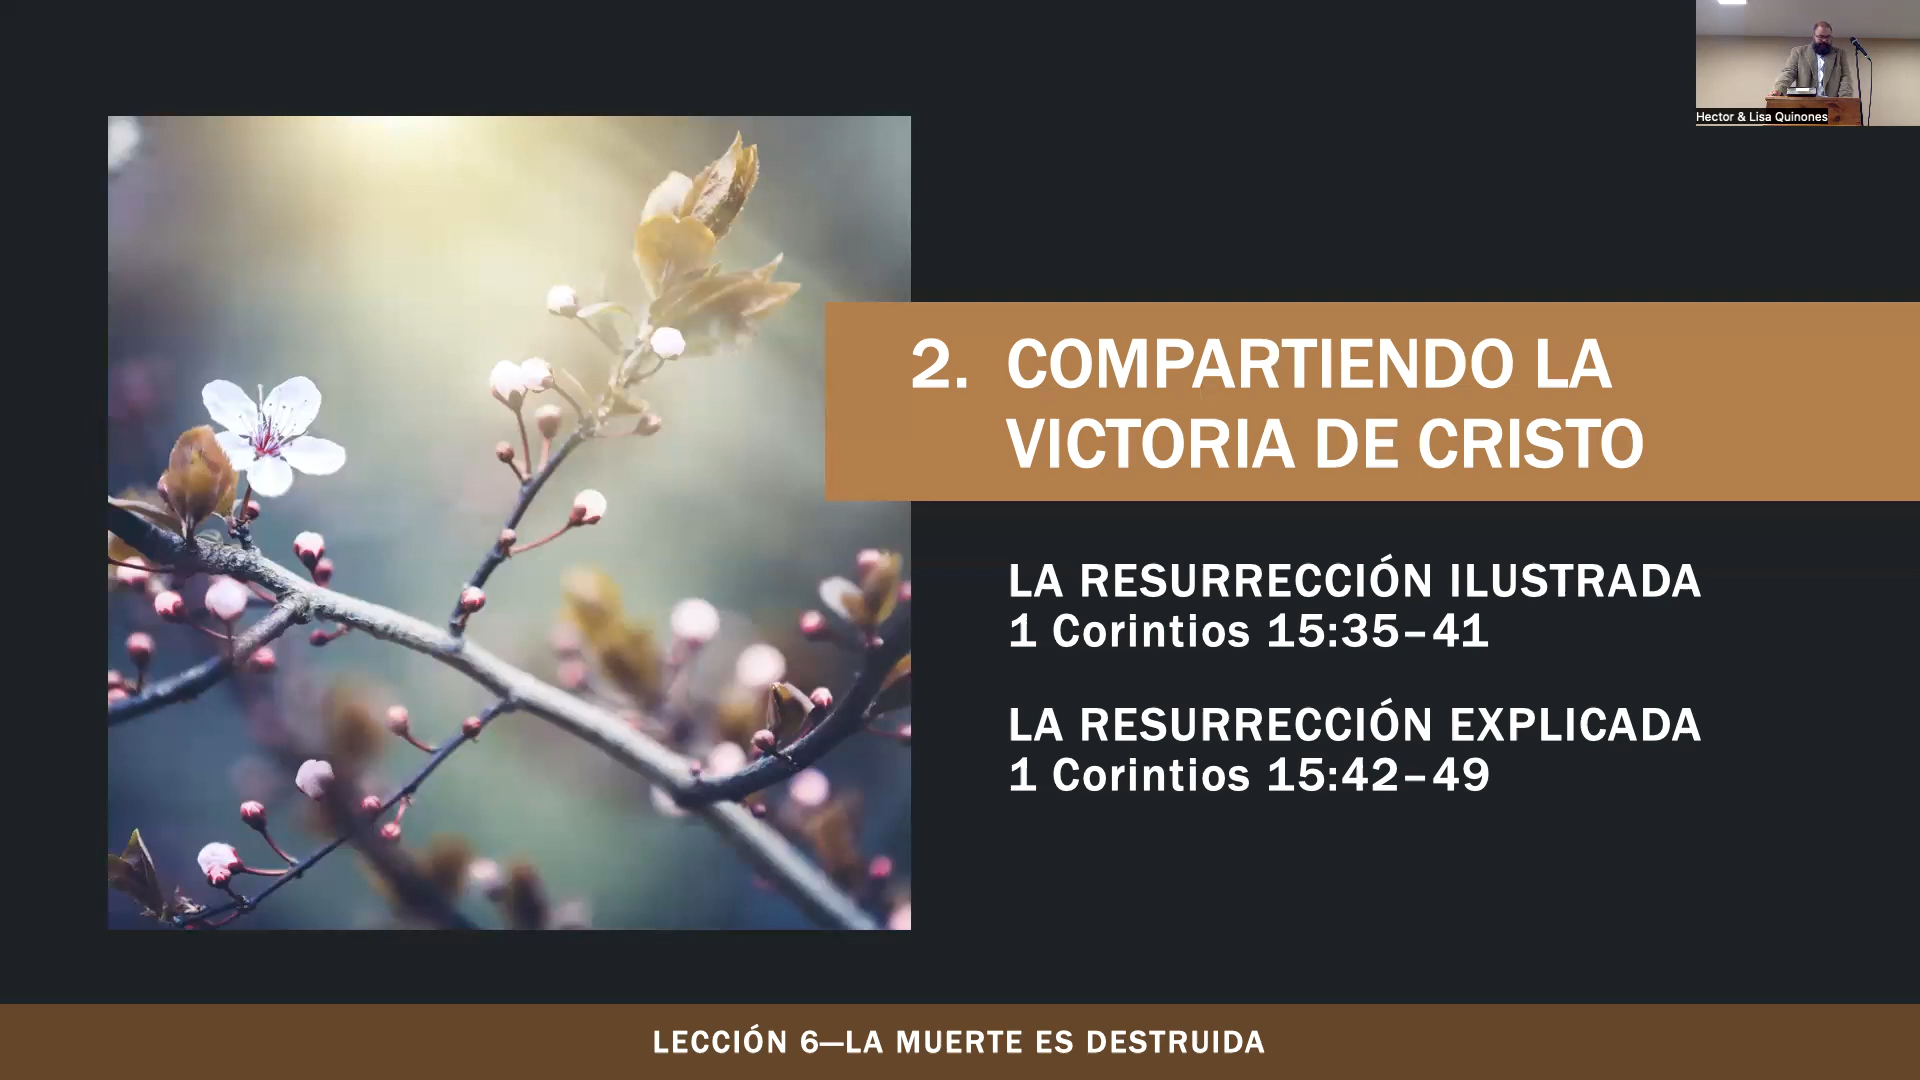 Hector & Lisa Quinones
2. COMPARTIENDO LA
VICTORIA DE CRISTO
LA RESURRECCIÓN ILUSTRADA
1 Corintios 15:35–41
LA RESURRECCIÓN EXPLICADA
1 Corintios 15:42–49
LECCIÓN 6—LA MUERTE ES DESTRUIDA